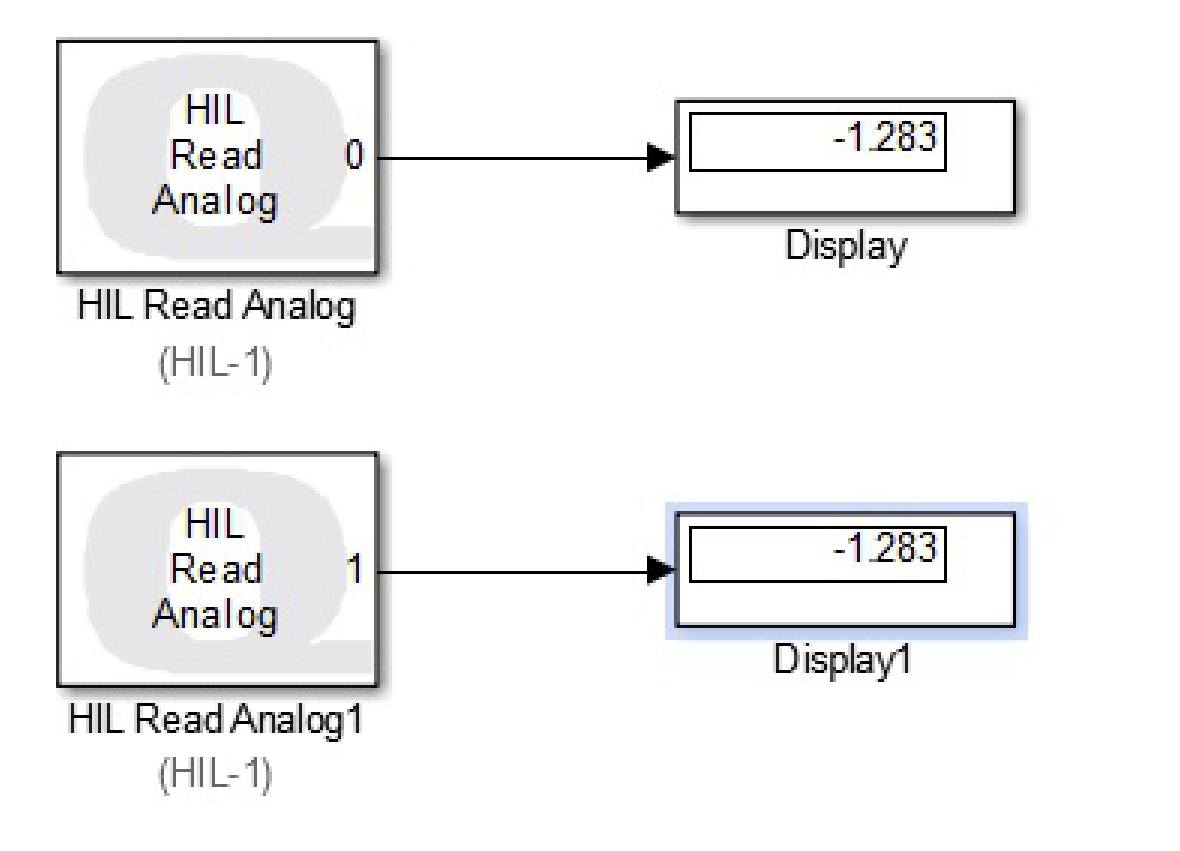 HIL
Read
Analog
0
-1.283
Display
HIL Read Analog
(HIL-1)
HIL
Read
Analog
1
-1.283
Display1
HIL Read Analog1
(HIL-1)